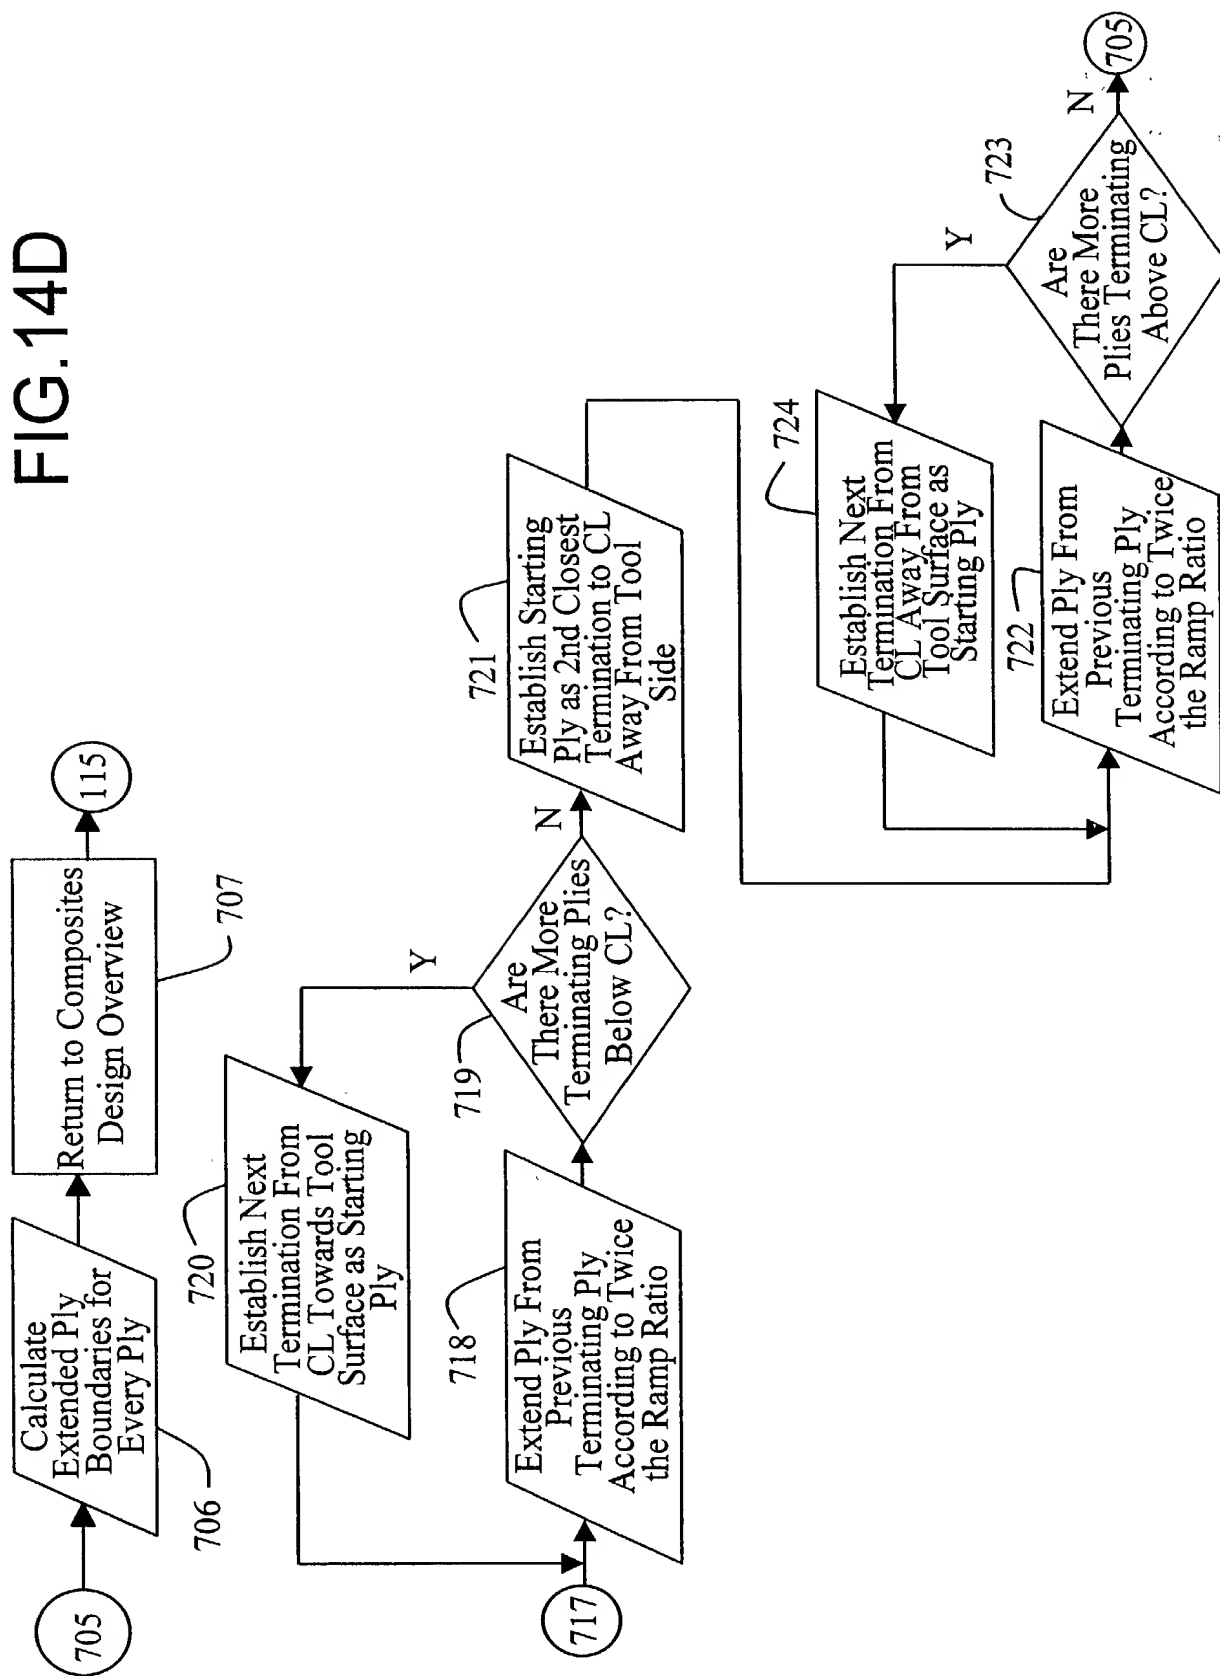 FIG.14D
705
Calculate
Extended Ply
Boundaries for
Every Ply
706
Return to Composites
Design Overview
707
115
717
Extend Ply From
Previous
Terminating Ply
According to Twice
the Ramp Ratio
718
Are
There More
Terminating Plies
Below CL?
719
Y
N
Establish Next
Termination From
CL Towards Tool
Surface as Starting
Ply
720
Establish Starting
Ply as 2nd Closest
Termination to CL
Away From Tool
Side
721
Extend Ply From
Previous
Terminating Ply
According to Twice
the Ramp Ratio
722
Are
There More
Plies Terminating
Above CL?
723
Y
N
Establish Next
Termination From
CL Away From
Tool Surface as
Starting Ply
724
705